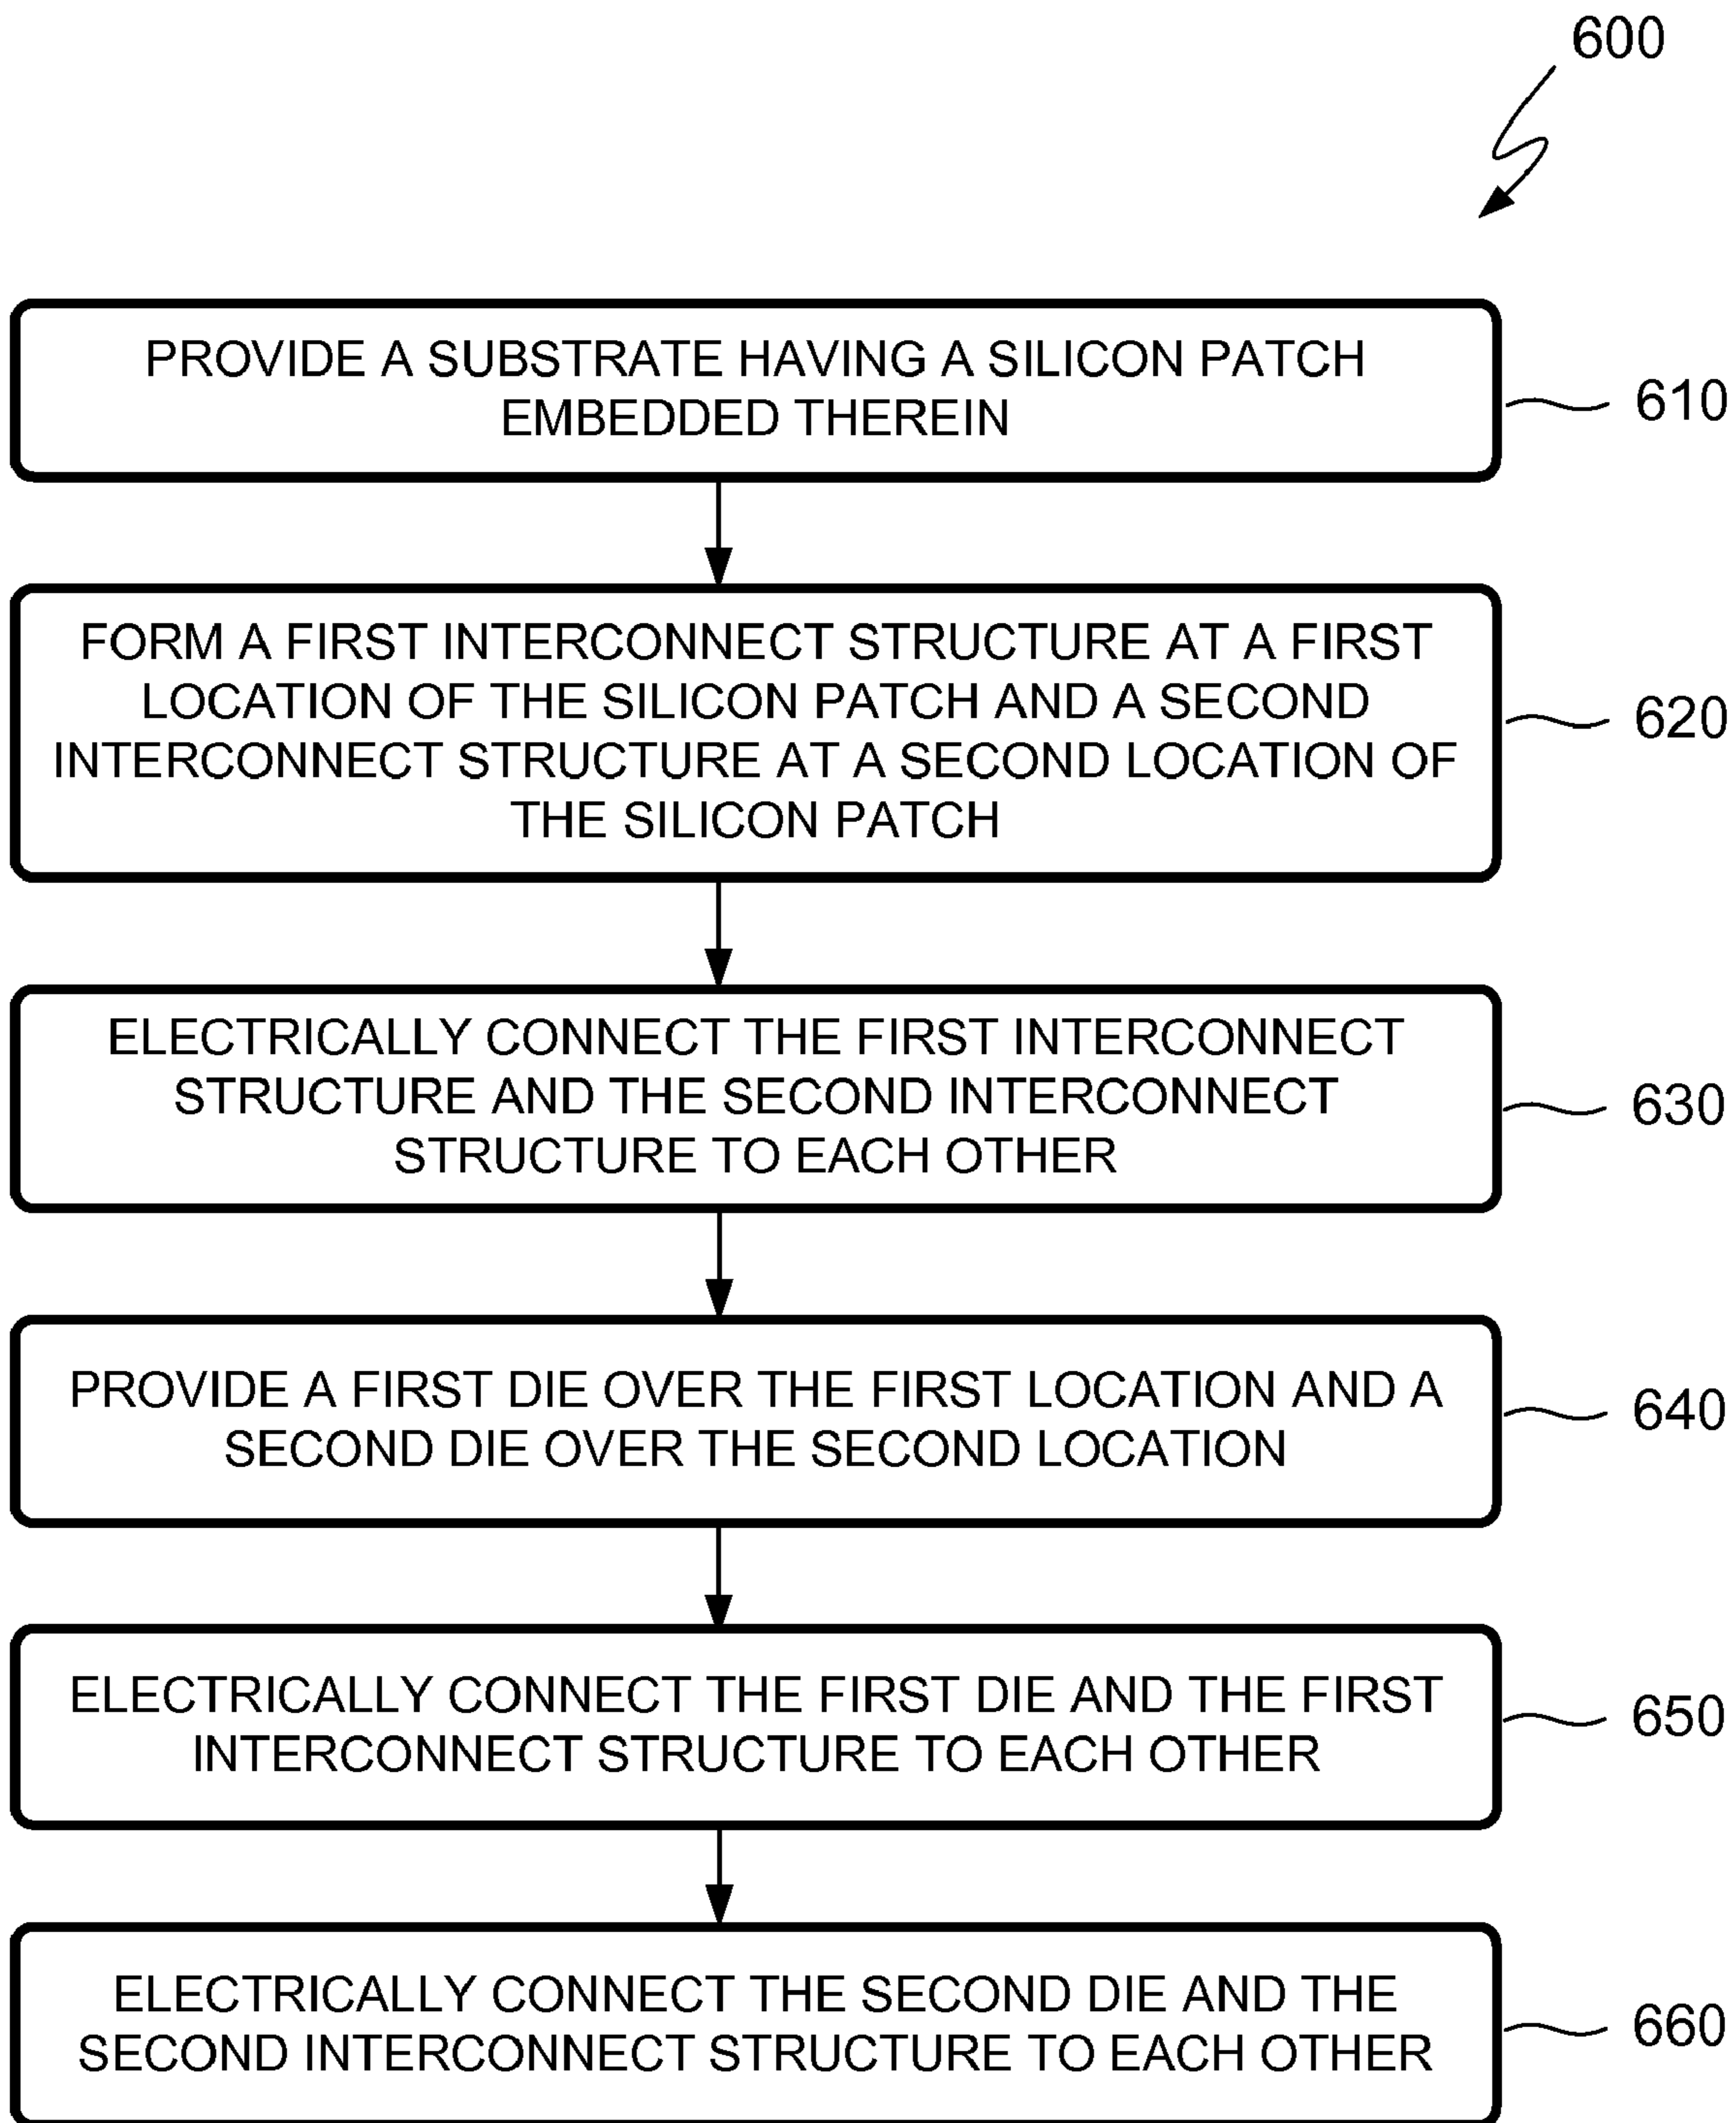 600
PROVIDE A SUBSTRATE HAVING A SILICON PATCH
EMBEDDED THEREIN
610
FORM A FIRST INTERCONNECT STRUCTURE AT A FIRST
LOCATION OF THE SILICON PATCH AND A SECOND
INTERCONNECT STRUCTURE AT A SECOND LOCATION OF
THE SILICON PATCH
620
ELECTRICALLY CONNECT THE FIRST INTERCONNECT
STRUCTURE AND THE SECOND INTERCONNECT
STRUCTURE TO EACH OTHER
630
PROVIDE A FIRST DIE OVER THE FIRST LOCATION AND A
SECOND DIE OVER THE SECOND LOCATION
640
ELECTRICALLY CONNECT THE FIRST DIE AND THE FIRST
INTERCONNECT STRUCTURE TO EACH OTHER
650
ELECTRICALLY CONNECT THE SECOND DIE AND THE
SECOND INTERCONNECT STRUCTURE TO EACH OTHER
660